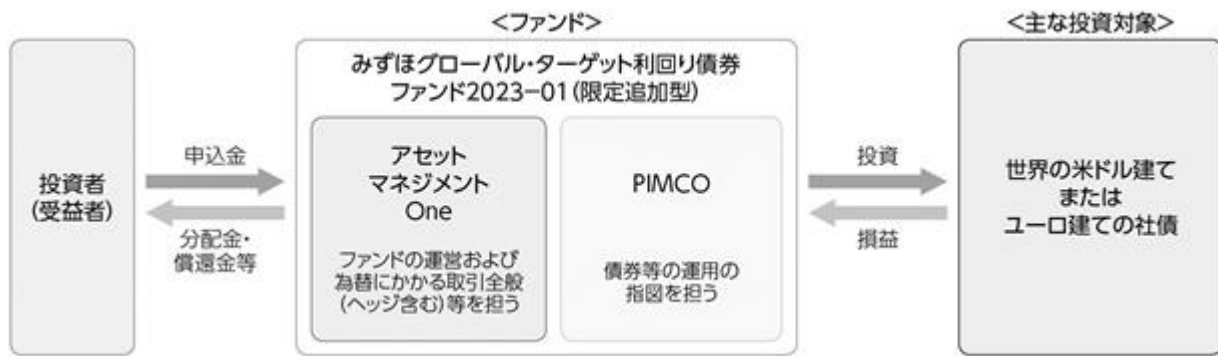 <ファンド>
<主な投資対象>
みずほグローバル・ターゲット利回り債券
ファンド2023−01(限定追加型)
投資者
(受益者)
申込金
分配金・
償還金等
アセット
マネジメント
One
ファンドの運営および
為替にかかる取引全般
(ヘッジ含む)等を担う
PIMCO
債券等の運用の
指図を担う
投資
損益
世界の米ドル建て
または
ユーロ建ての社債